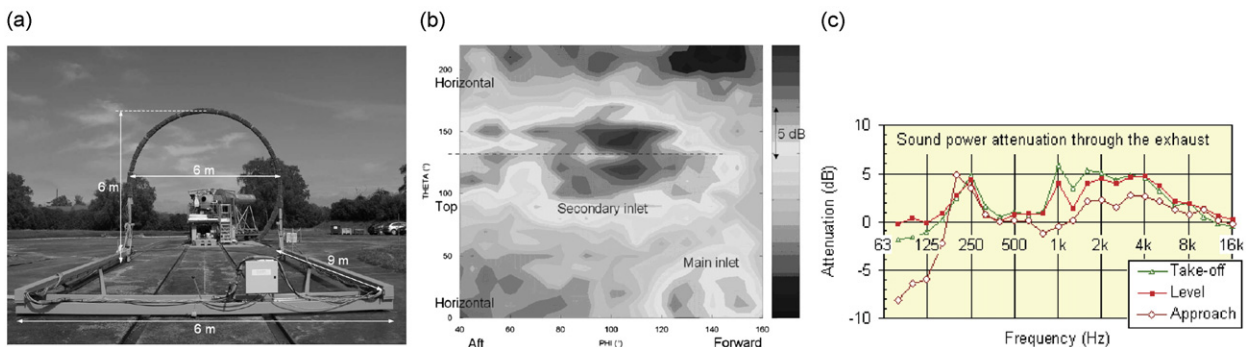 (a)
6 m
6 m
9 m
6 m
(b)
THETA (°)
200
150
100
50
0
Horizontal
Top
Horizontal
Secondary inlet
Main inlet
5 dB
40
60
80
100
120
140
160
Aft
PHI (°)
Forward
(c)
Sound power attenuation through the exhaust
Attenuation (dB)
10
5
0
-5
-10
63
125
250
500
1k
2k
4k
8k
16k
Take-off
Level
Approach
Frequency (Hz)